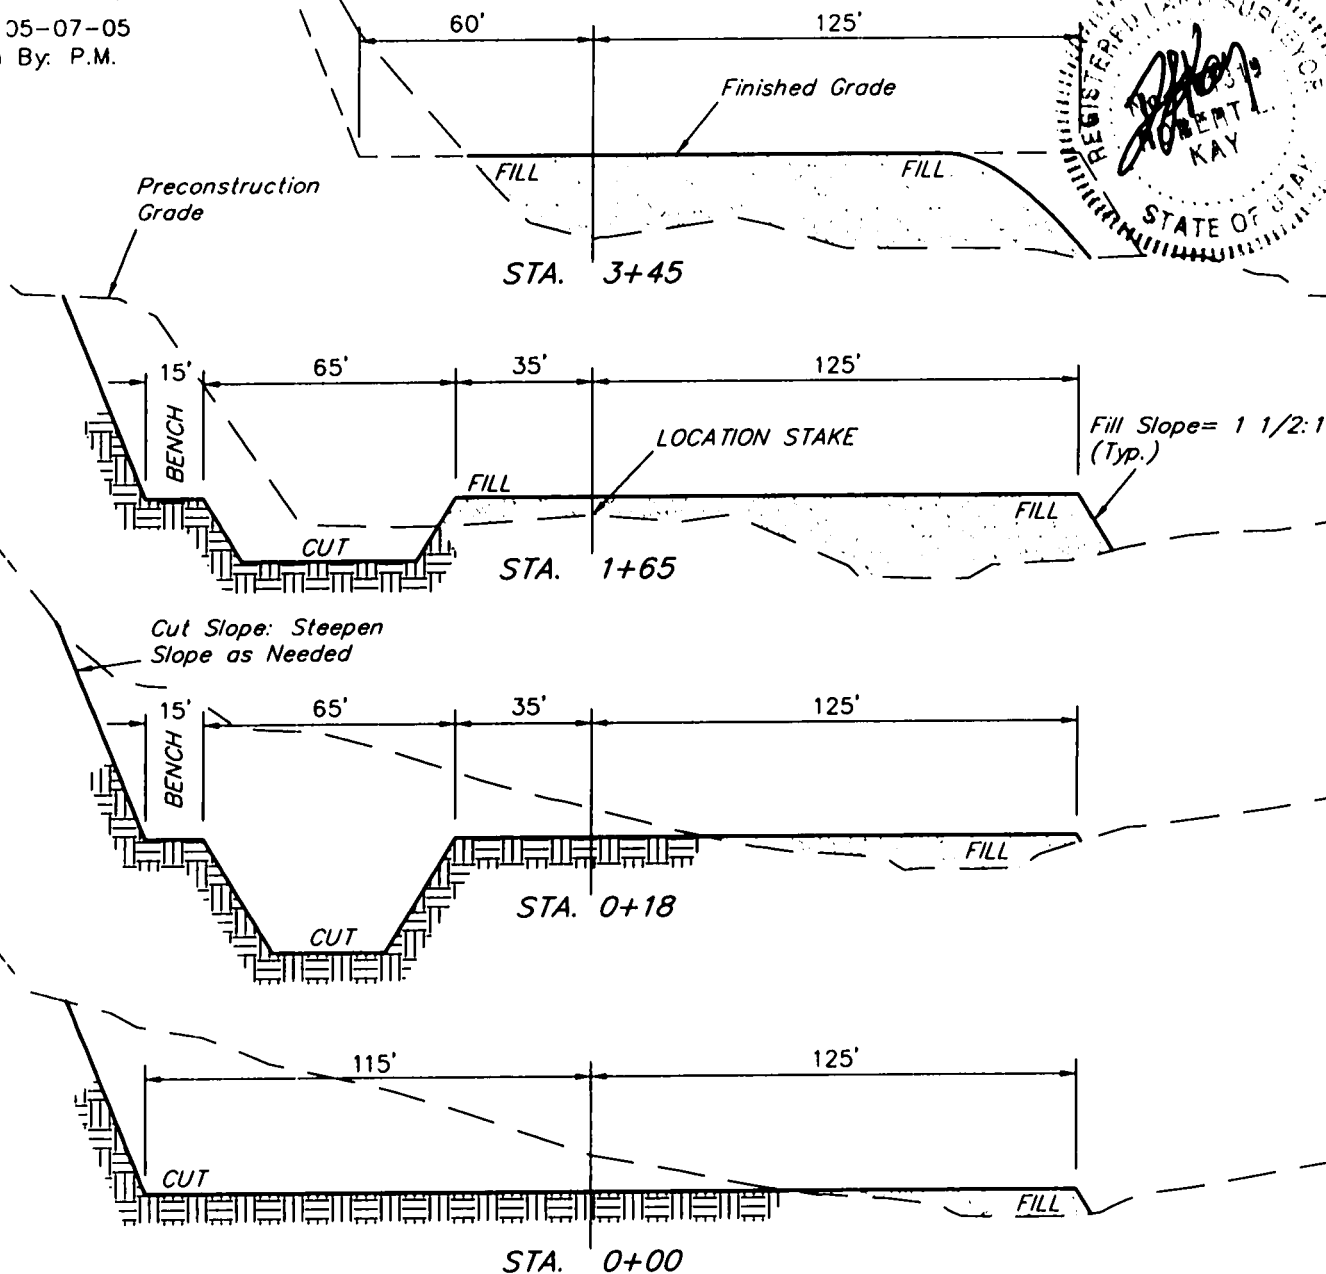 05-07-05
By: P.M.
60'
125'
REGISTERED LAND SURVEYOR
ROBERT L.
KAY
STATE OF UTAH
Finished Grade
FILL
FILL
Preconstruction
Grade
STA. 3+45
15'
65'
35'
125'
BENCH
LOCATION STAKE
Fill Slope= 1 1/2:1
(Typ.)
FILL
FILL
CUT
STA. 1+65
Cut Slope: Steepen
Slope as Needed
15'
65'
35'
125'
BENCH
FILL
STA. 0+18
CUT
115'
125'
CUT
FILL
STA. 0+00